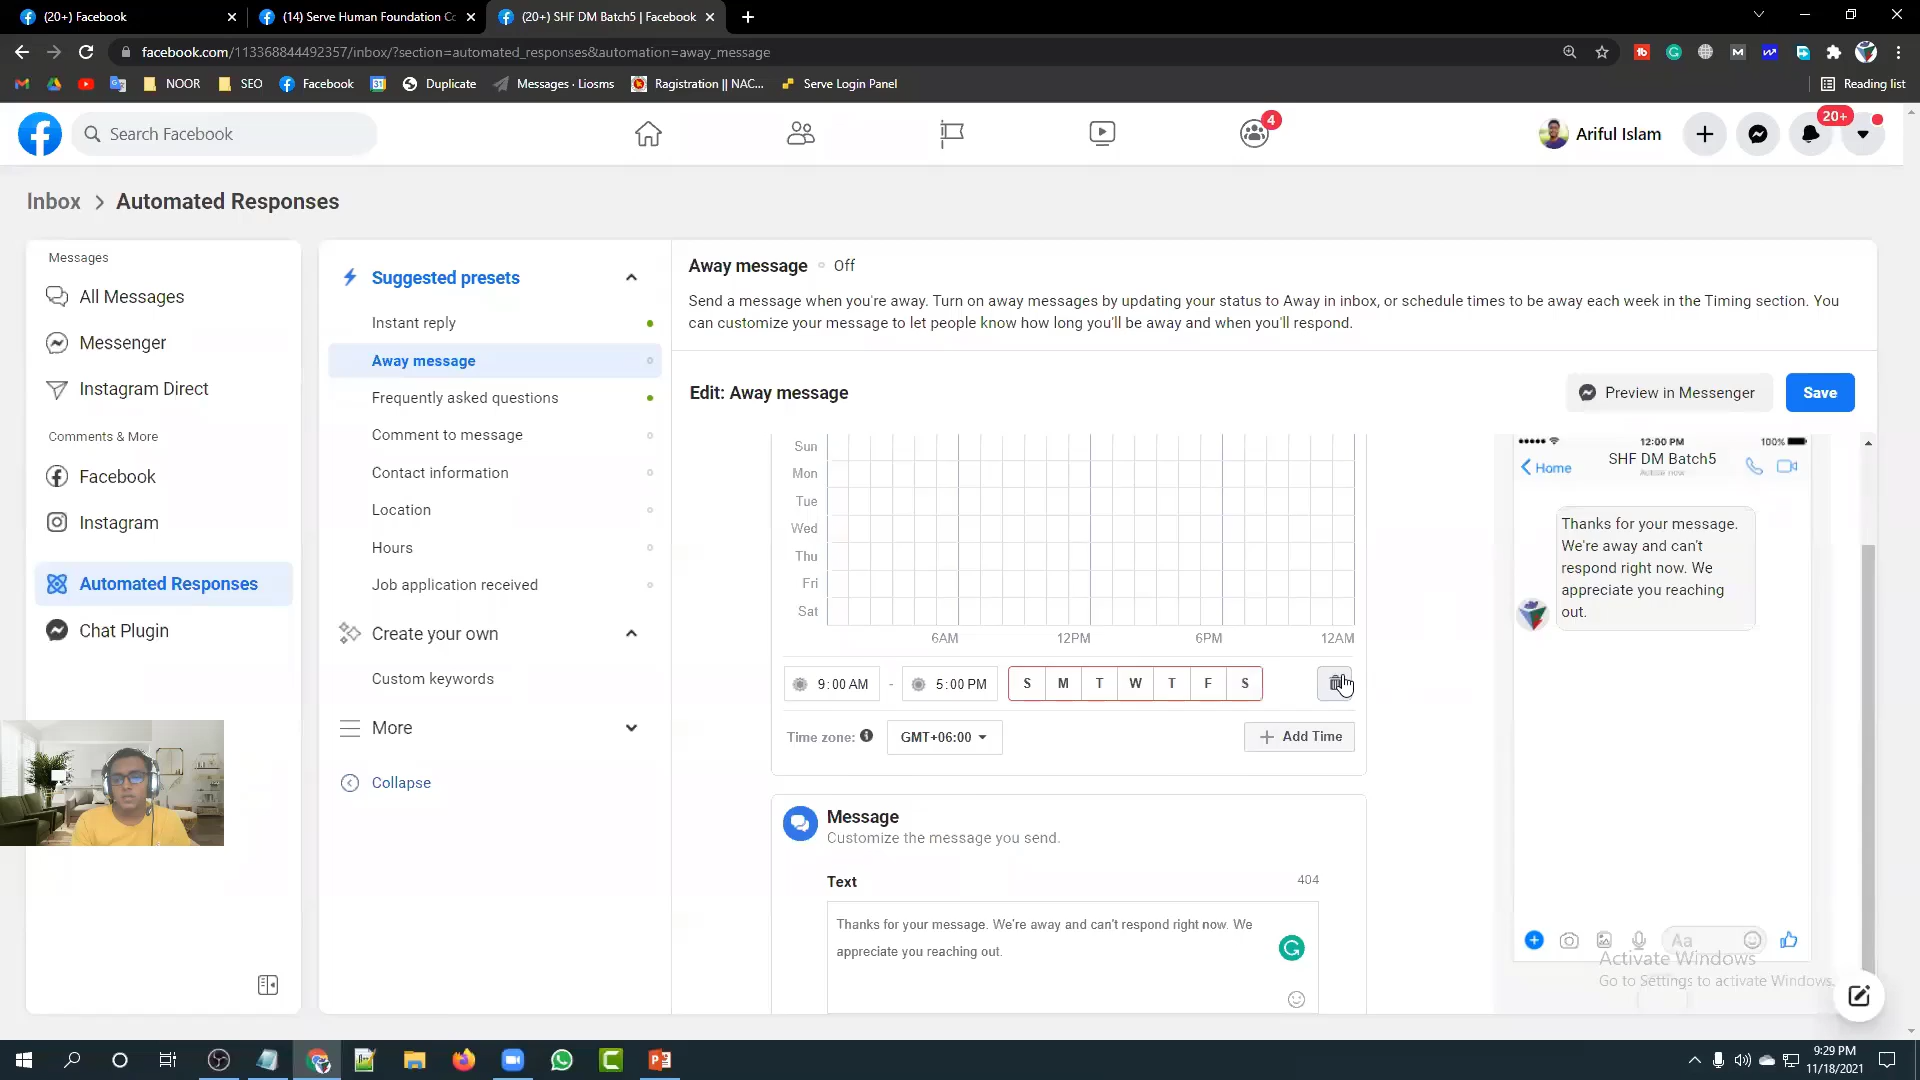 (20+) Facebook
(14) Serve Human Foundation Co
(20+) SHF DM Batch5 | Facebook
facebook.com/113368844492357/inbox/?section=automated_responses&automation=away_message
NOOR
SEO
Facebook
Duplicate
Messages · Liosms
Ragistration || NAC...
Serve Login Panel
Reading list
Search Facebook
4
Ariful Islam
20+
Inbox > Automated Responses
Messages
All Messages
Messenger
Instagram Direct
Comments & More
Facebook
Instagram
Automated Responses
Chat Plugin
Suggested presets
Instant reply
Away message
Frequently asked questions
Comment to message
Contact information
Location
Hours
Job application received
Create your own
Custom keywords
More
Collapse
Away message Off
Send a message when you're away. Turn on away messages by updating your status to Away in inbox, or schedule times to be away each week in the Timing section. You
can customize your message to let people know how long you'll be away and when you'll respond.
Edit: Away message
Preview in Messenger
Save
Sun
Mon
Tue
Wed
Thu
Fri
Sat
6AM 12PM 6PM 12AM
9:00 AM - 5:00 PM S M T W T F S
Time zone: GMT+06:00
+ Add Time
Message
Customize the message you send.
Text 404
Thanks for your message. We're away and can't respond right now. We
appreciate you reaching out.
12:00 PM 100%
Home
SHF DM Batch5
Active now
Thanks for your message.
We're away and can't
respond right now. We
appreciate you reaching
out.
Aa
Activate Windows
Go to Settings to activate Windows.
9:29 PM
11/18/2021